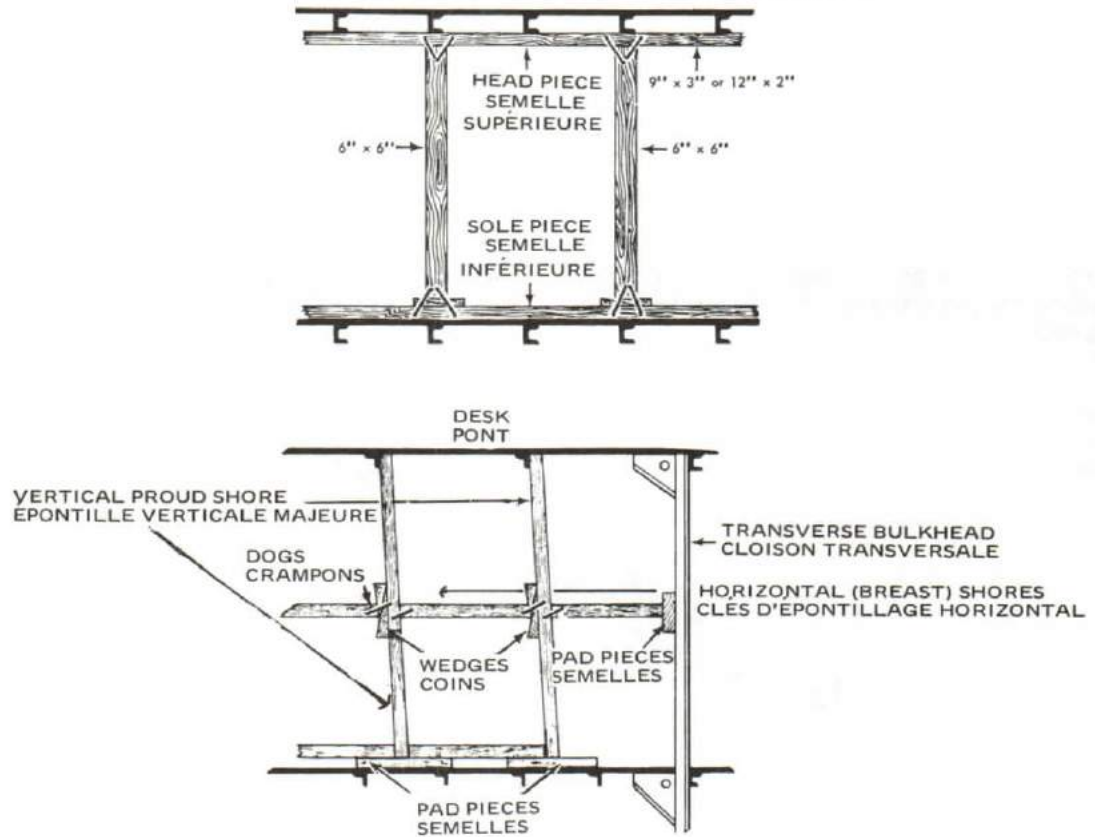 HEAD PIECE
SEMELLE
SUPÉRIEURE
9" x 3" or 12" x 2"
6" x 6"
6" x 6"
SOLE PIECE
SEMELLE
INFÉRIEURE
DESK
PONT
VERTICAL PROUD SHORE
EPONTILLE VERTICALE MAJEURE
TRANSVERSE BULKHEAD
CLOISON TRANSVERSALE
DOGS
CRAMPONS
HORIZONTAL (BREAST) SHORES
CLÉS D'EPONTILLAGE HORIZONTAL
WEDGES
COINS
PAD PIECES
SEMELLES
PAD PIECES
SEMELLES